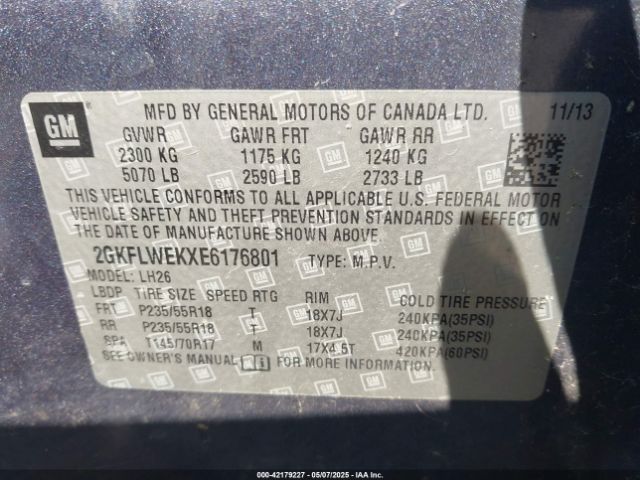 GM
MFD BY GENERAL MOTORS OF CANADA LTD. 11/13
GVWR GAWR FRT GAWR RR
2300 KG 1175 KG 1240 KG
5070 LB 2590 LB 2733 LB
THIS VEHICLE CONFORMS TO ALL APPLICABLE U.S. FEDERAL MOTOR
VEHICLE SAFETY AND THEFT PREVENTION STANDARDS IN EFFECT ON
THE DATE OF MANUFACTURE SHOWN ABOVE.
2GKFLWEKXE6176801 TYPE: M.P.V.
MODEL: LH26
LBDP TIRE SIZE SPEED RTG RIM COLD TIRE PRESSURE
FRT P235/55R18 T 18X7J 240KPA(35PSI)
RR P235/55R18 T 18X7J 240KPA(35PSI)
SPA T145/70R17 M 17X4.5T 420KPA(60PSI)
SEE OWNER'S MANUAL FOR MORE INFORMATION.
000-42179227 - 05/07/2025 - IAAI.com